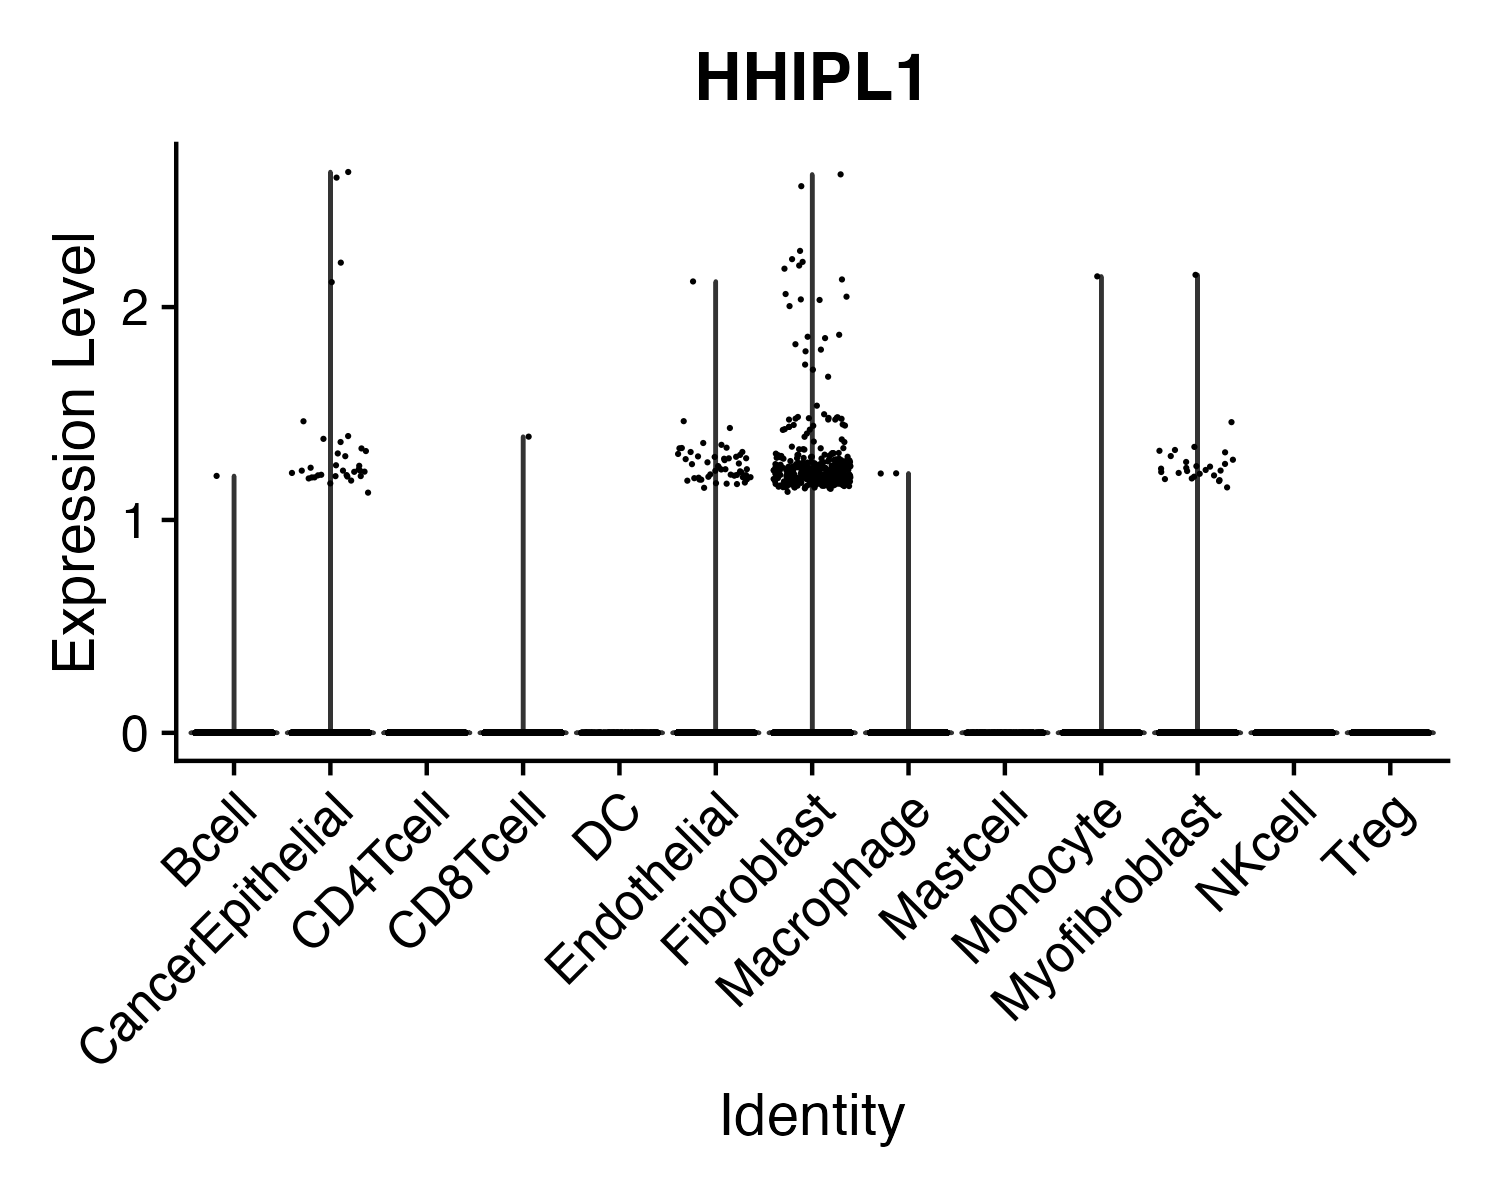 HHIPL1
Expression Level
2
1
0
Bcell
CancerEpithelial
CD4Tcell
CD8Tcell
DC
Endothelial
Fibroblast
Macrophage
Mastcell
Monocyte
Myofibroblast
NKcell
Treg
Identity